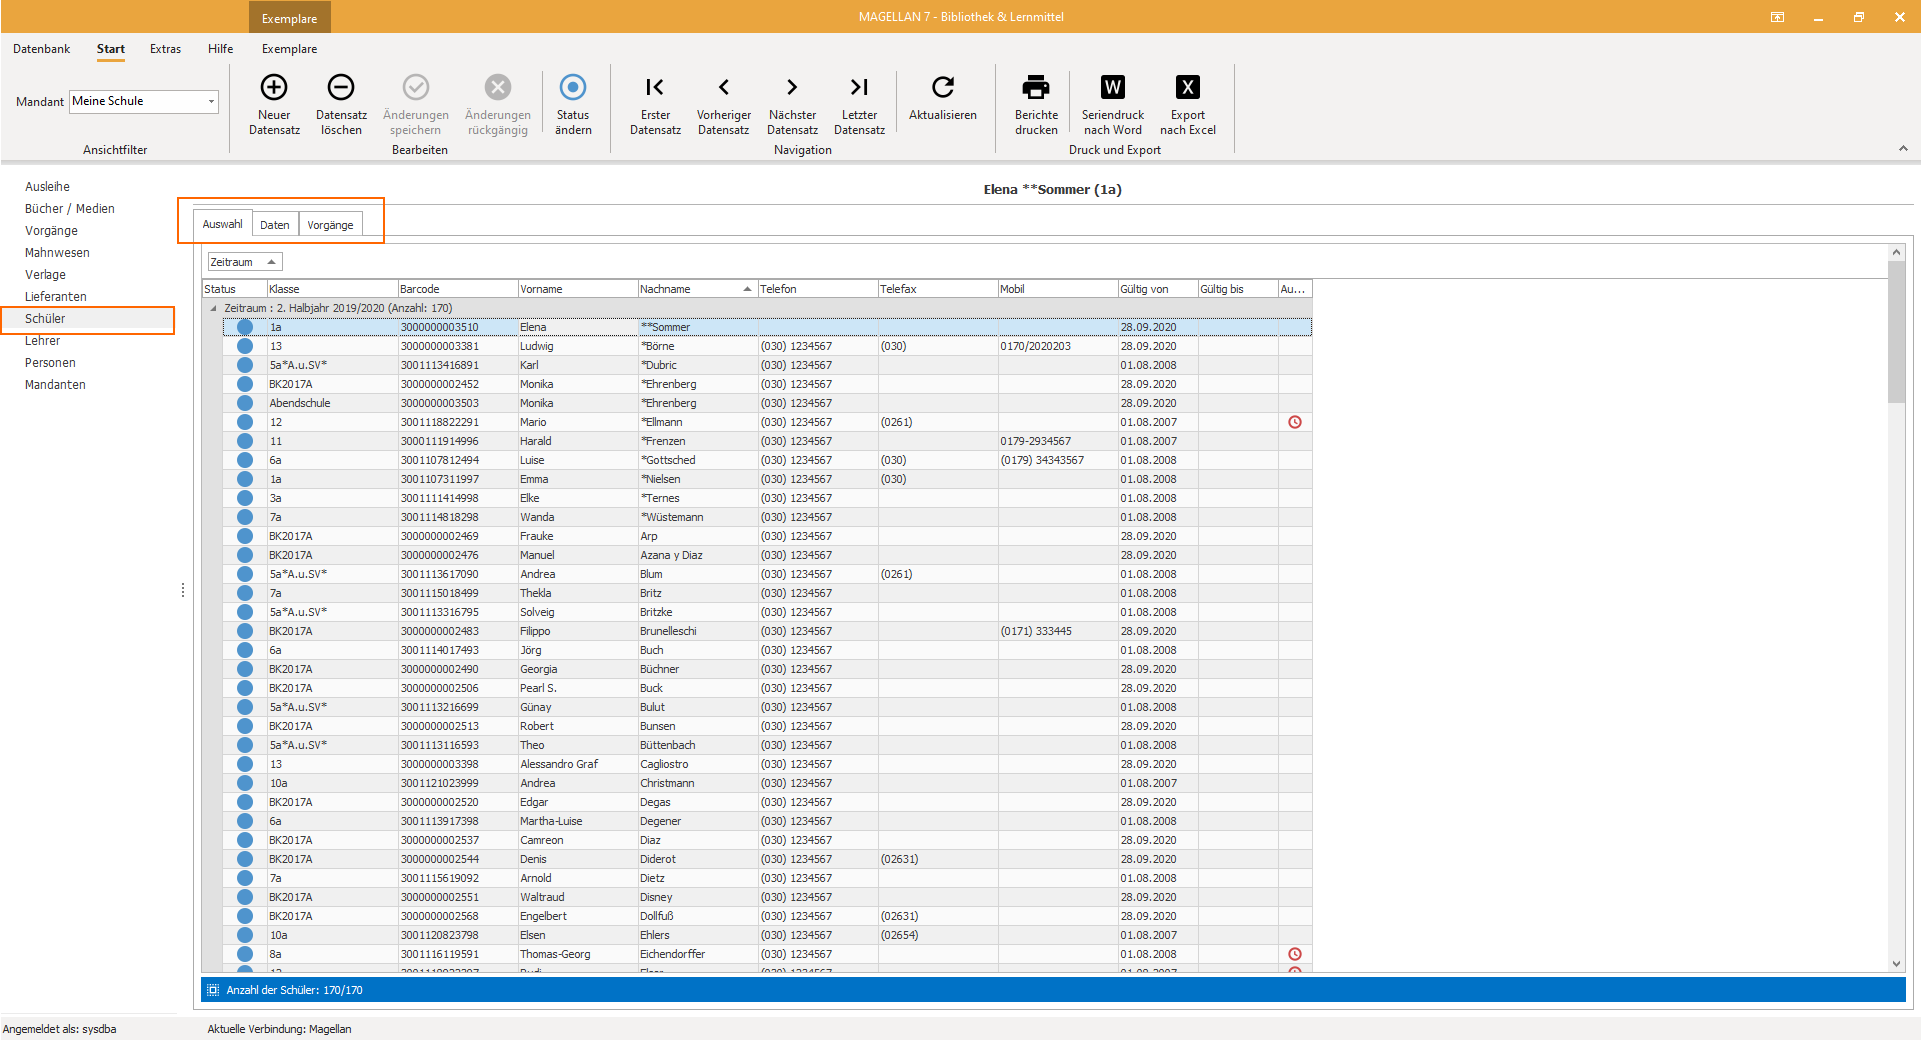 Exemplare
MAGELLAN 7 - Bibliothek & Lernmittel
Datenbank Start Extras Hilfe Exemplare
Mandant Meine Schule
Ansichtfilter
Neuer Datensatz
Datensatz löschen
Änderungen speichern
Änderungen rückgängig
Status ändern
Bearbeiten
Erster Datensatz
Vorheriger Datensatz
Nächster Datensatz
Letzter Datensatz
Aktualisieren
Navigation
Berichte drucken
W
Seriendruck nach Word
X
Export nach Excel
Druck und Export
Ausleihe
Bücher / Medien
Vorgänge
Mahnwesen
Verlage
Lieferanten
Schüler
Lehrer
Personen
Mandanten
Elena **Sommer (1a)
Auswahl Daten Vorgänge
Zeitraum
Status Klasse Barcode Vorname Nachname Telefon Telefax Mobil Gültig von Gültig bis Au...
Zeitraum : 2. Halbjahr 2019/2020 (Anzahl: 170)
1a 3000000003510 Elena **Sommer 28.09.2020
13 3000000003381 Ludwig *Börne (030) 1234567 (030) 0170/2020203 28.09.2020
5a*A.u.SV* 3001113416891 Karl *Dubric (030) 1234567 01.08.2008
BK2017A 3000000002452 Monika *Ehrenberg (030) 1234567 28.09.2020
Abendschule 3000000003503 Monika *Ehrenberg (030) 1234567 28.09.2020
12 3001118822291 Mario *Ellmann (030) 1234567 (0261) 01.08.2007
11 3000111914996 Harald *Frenzen (030) 1234567 0179-2934567 01.08.2007
6a 3001107812494 Luise *Gottsched (030) 1234567 (030) (0179) 34343567 01.08.2008
1a 3001107311997 Emma *Nielsen (030) 1234567 (030) 01.08.2008
3a 3001111414998 Elke *Ternes (030) 1234567 01.08.2008
7a 3001114818298 Wanda *Wüstemann (030) 1234567 01.08.2008
BK2017A 3000000002469 Frauke Arp (030) 1234567 28.09.2020
BK2017A 3000000002476 Manuel Azana y Diaz (030) 1234567 28.09.2020
5a*A.u.SV* 3001113617090 Andrea Blum (030) 1234567 (0261) 01.08.2008
7a 3001115018499 Thekla Britz (030) 1234567 01.08.2008
5a*A.u.SV* 3001113316795 Solveig Britzke (030) 1234567 01.08.2008
BK2017A 3000000002483 Filippo Brunelleschi (030) 1234567 (0171) 333445 28.09.2020
6a 3001114017493 Jörg Buch (030) 1234567 01.08.2008
BK2017A 3000000002490 Georgia Büchner (030) 1234567 28.09.2020
BK2017A 3000000002506 Pearl S. Buck (030) 1234567 28.09.2020
5a*A.u.SV* 3001113216699 Günay Bulut (030) 1234567 01.08.2008
BK2017A 3000000002513 Robert Bunsen (030) 1234567 28.09.2020
5a*A.u.SV* 3001113116593 Theo Büttenbach (030) 1234567 01.08.2008
13 3000000003398 Alessandro Graf Cagliostro (030) 1234567 28.09.2020
10a 3001121023999 Andrea Christmann (030) 1234567 01.08.2007
BK2017A 3000000002520 Edgar Degas (030) 1234567 28.09.2020
6a 3001113917398 Martha-Luise Degener (030) 1234567 01.08.2008
BK2017A 3000000002537 Camreon Diaz (030) 1234567 28.09.2020
BK2017A 3000000002544 Denis Diderot (030) 1234567 (02631) 28.09.2020
7a 3001115619092 Arnold Dietz (030) 1234567 01.08.2008
BK2017A 3000000002551 Waltraud Disney (030) 1234567 28.09.2020
BK2017A 3000000002568 Engelbert Dollfuß (030) 1234567 (02631) 28.09.2020
10a 3001120823798 Elsen Ehlers (030) 1234567 (02654) 01.08.2007
8a 3001116119591 Thomas-Georg Eichendorffer (030) 1234567 01.08.2008
Anzahl der Schüler: 170/170
Angemeldet als: sysdba
Aktuelle Verbindung: Magellan